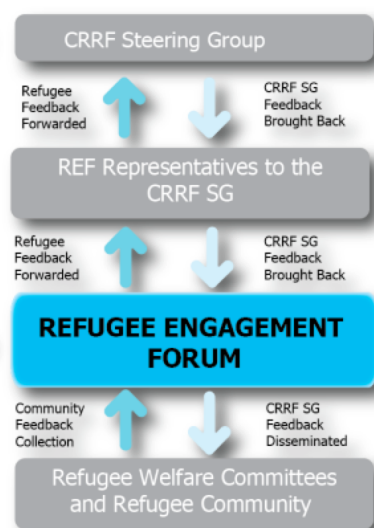 CRRF Steering Group
Refugee
Feedback
Forwarded
CRRF SG
Feedback
Brought Back
REF Representatives to the
CRRF SG
Refugee
Feedback
Forwarded
CRRF SG
Feedback
Brought Back
REFUGEE ENGAGEMENT
FORUM
Community
Feedback
Collection
CRRF SG
Feedback
Disseminated
Refugee Welfare Committees
and Refugee Community